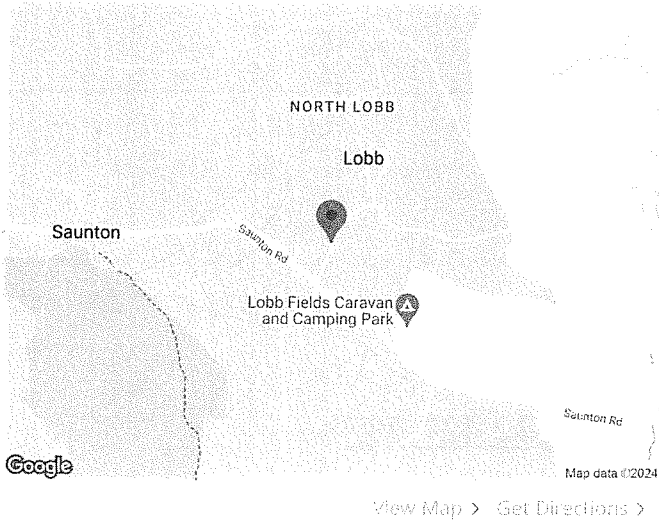 NORTH LOBB
Lobb
Saunton
Saunton Rd
Lobb Fields Caravan
and Camping Park
Saunton Rd
Google
Map data ©2024
View Map > Get Directions >